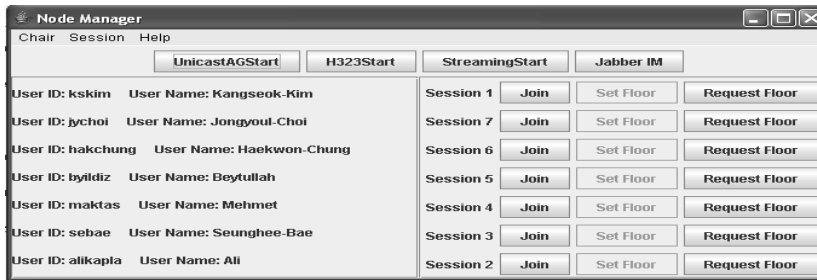 Node Manager
Chair Session Help
UnicastAGStart H323Start StreamingStart Jabber IM
User ID: kskim User Name: Kangseok-Kim
Session 1 Join Set Floor Request Floor
User ID: jychoi User Name: Jongyoul-Choi
Session 7 Join Set Floor Request Floor
User ID: hakchung User Name: Haekwon-Chung
Session 6 Join Set Floor Request Floor
User ID: byildiz User Name: Beytullah
Session 5 Join Set Floor Request Floor
User ID: maktas User Name: Mehmet
Session 4 Join Set Floor Request Floor
User ID: sebae User Name: Seunghee-Bae
Session 3 Join Set Floor Request Floor
User ID: alikapla User Name: Ali
Session 2 Join Set Floor Request Floor